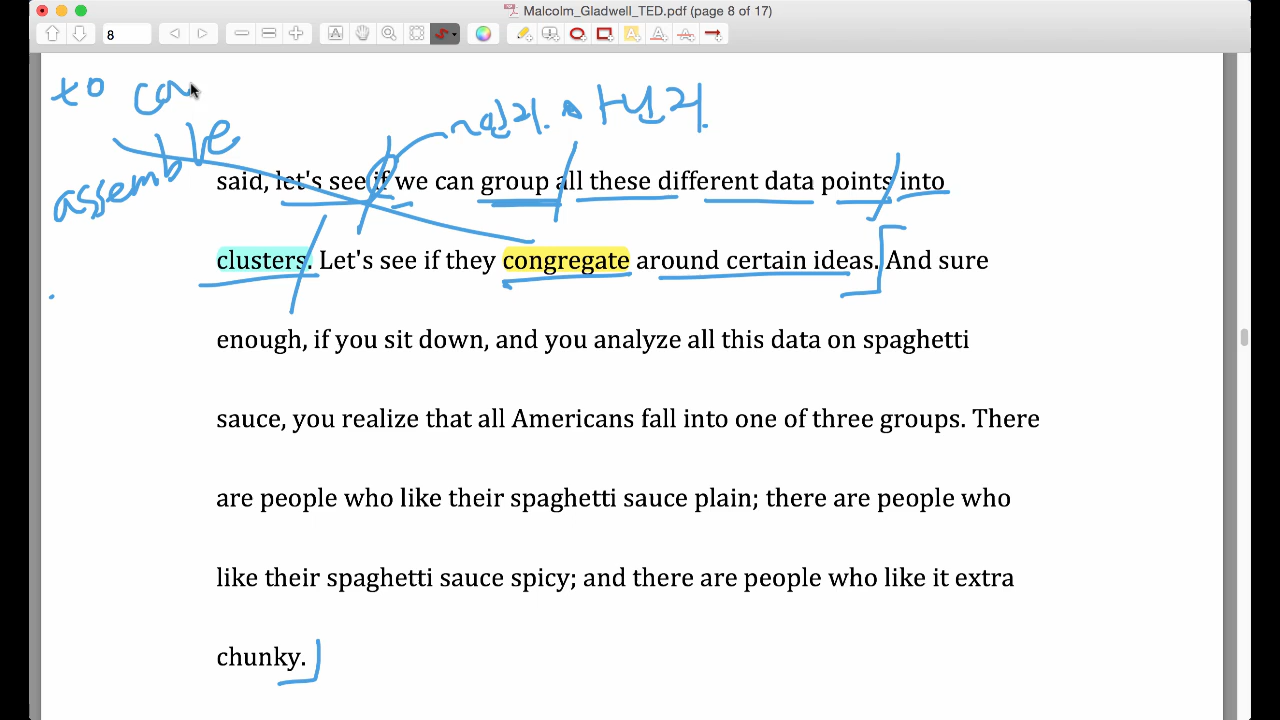 Malcolm_Gladwell_TED.pdf (page 8 of 17)
8
to
assemble
said, let's see if we can group all these different data points into
clusters. Let's see if they congregate around certain ideas. And sure
enough, if you sit down, and you analyze all this data on spaghetti
sauce, you realize that all Americans fall into one of three groups. There
are people who like their spaghetti sauce plain; there are people who
like their spaghetti sauce spicy; and there are people who like it extra
chunky.